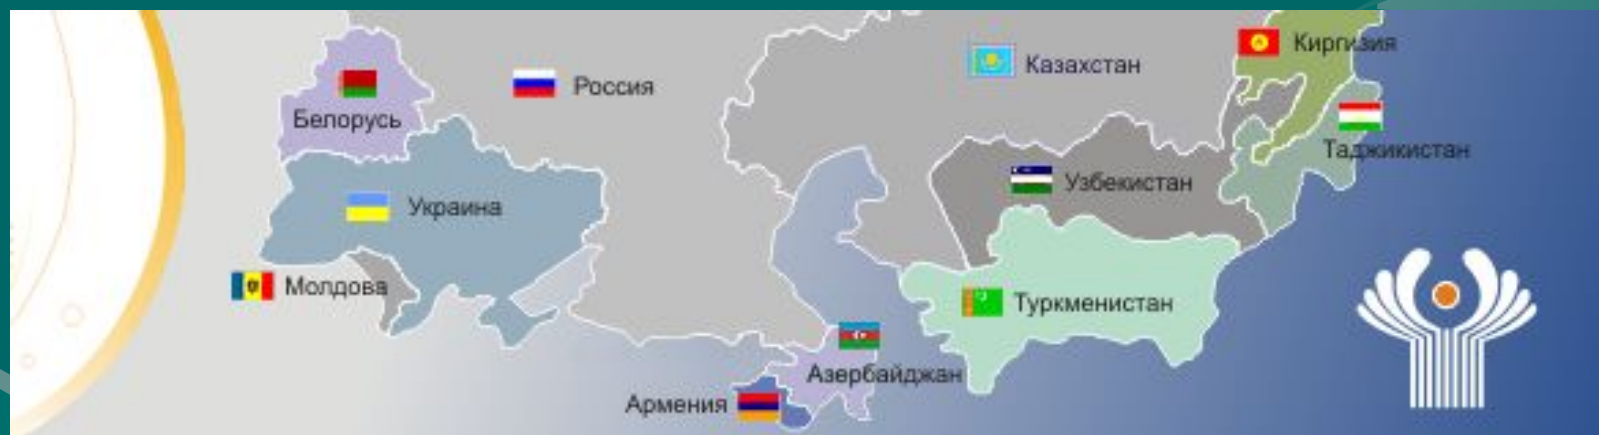 Киргизия
Казахстан
Россия
Белорусь
Таджикистан
Узбекистан
Украина
Молдова
Туркменистан
Азербайджан
Армения